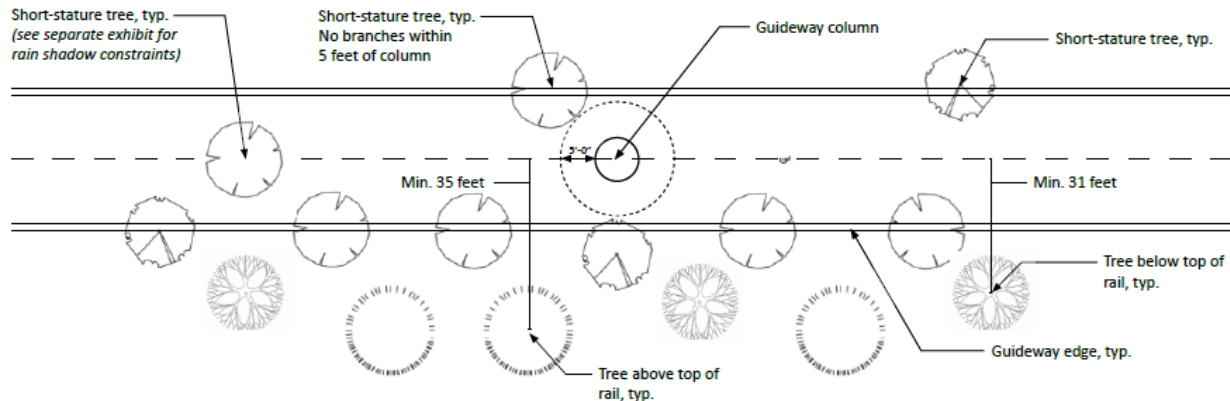 Short-stature tree, typ.
(see separate exhibit for
rain shadow constraints)
Short-stature tree, typ.
No branches within
5 feet of column
Guideway column
Short-stature tree, typ.
5'-0"
Min. 35 feet
Min. 31 feet
Tree below top of
rail, typ.
Guideway edge, typ.
Tree above top of
rail, typ.